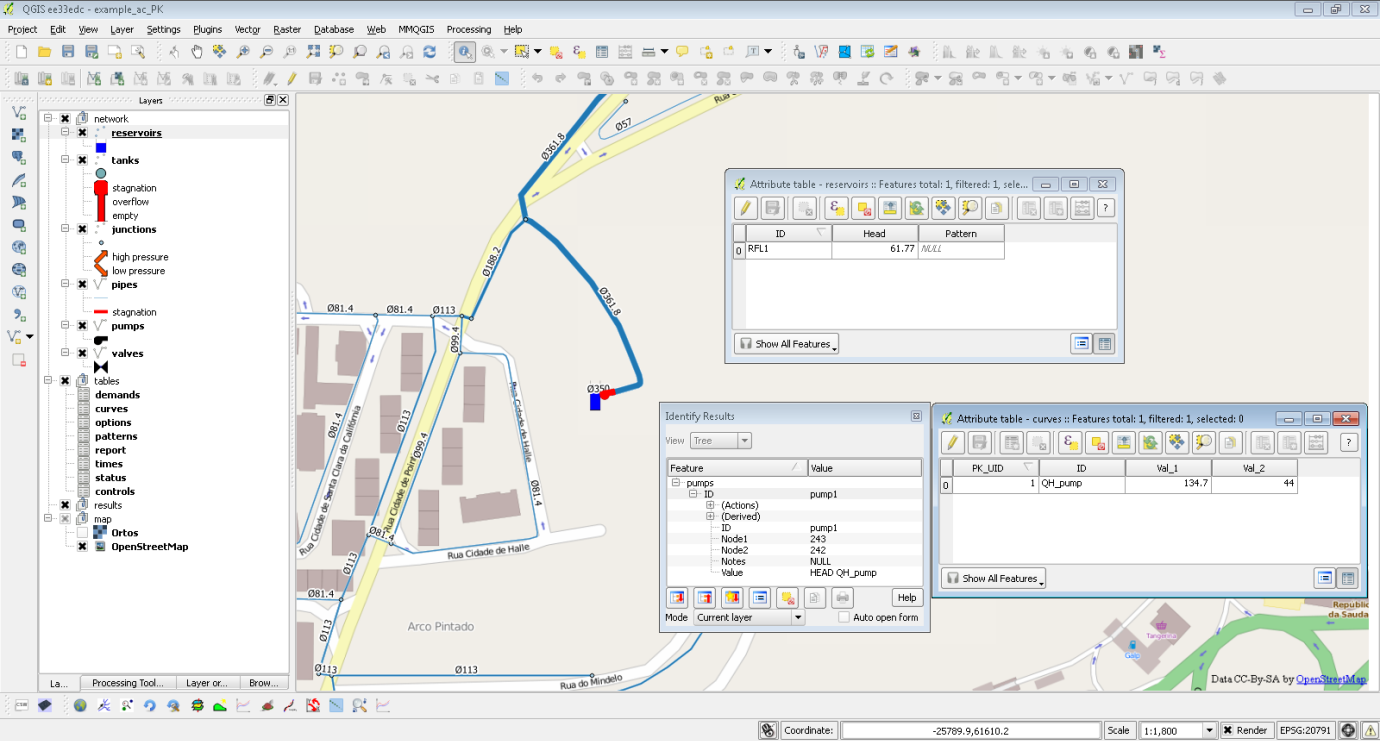 QGIS ee33edc - example_ac_PK
Project Edit View Layer Settings Plugins Vector Raster Database Web MMQGIS Processing Help
Layers
network
reservoirs
tanks
stagnation
overflow
empty
junctions
high pressure
low pressure
pipes
stagnation
pumps
valves
tables
demands
curves
options
patterns
report
times
status
controls
results
map
Ortos
OpenStreetMap
La... Processing Tool... Layer or... Brow...
Ø361.8
Ø57
Rua C
Ø188.2
Ø361.8
Ø81.4 Ø81.4 Ø113
Ø99.4
Ø350
Rua Cidade de Halle
Ø81.4
Rua Cidade de Santa Clara da California
Ø113
Ø99.4
Rua Cidade de Point
Ø81.4
Ø81.4
Rua Cidade de Halle
Ø113
Ø81.4
Arco Pintado
Ø113
Ø113
Ø113
Rua do Mindelo
Attribute table - reservoirs :: Features total: 1, filtered: 1, sele...
ID Head Pattern
0 RFL1 61.77 NULL
Show All Features
Identify Results
View Tree
Feature Value
pumps
ID pump1
(Actions)
(Derived)
ID pump1
Node1 243
Node2 242
Notes NULL
Value HEAD QH_pump
Help
Mode Current layer Auto open form
Attribute table - curves :: Features total: 1, filtered: 1, selected: 0
PK_UID ID Val_1 Val_2
0 1 QH_pump 134.7 44
Show All Features
Republic
da Saudad
Tangerina
Galp
Data CC-By-SA by OpenStreetMap
CSW
Coordinate: -25789.9,61610.2 Scale 1:1,800 Render EPSG:20791